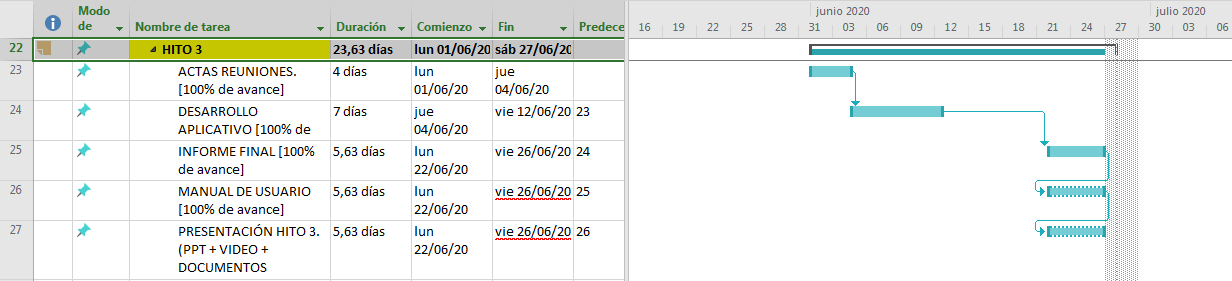 Modo de
Nombre de tarea
Duración
Comienzo
Fin
Predece
junio 2020
julio 2020
16 19 22 25 28 31 03 06 09 12 15 18 21 24 27 30 03 06
22 HITO 3 23,63 días lun 01/06/20 sáb 27/06/20
23 ACTAS REUNIONES. [100% de avance] 4 días lun 01/06/20 jue 04/06/20
24 DESARROLLO APLICATIVO [100% de 7 días jue 04/06/20 vie 12/06/20 23
25 INFORME FINAL [100% de avance] 5,63 días lun 22/06/20 vie 26/06/20 24
26 MANUAL DE USUARIO [100% de avance] 5,63 días lun 22/06/20 vie 26/06/20 25
27 PRESENTACIÓN HITO 3. (PPT + VIDEO + DOCUMENTOS 5,63 días lun 22/06/20 vie 26/06/20 26